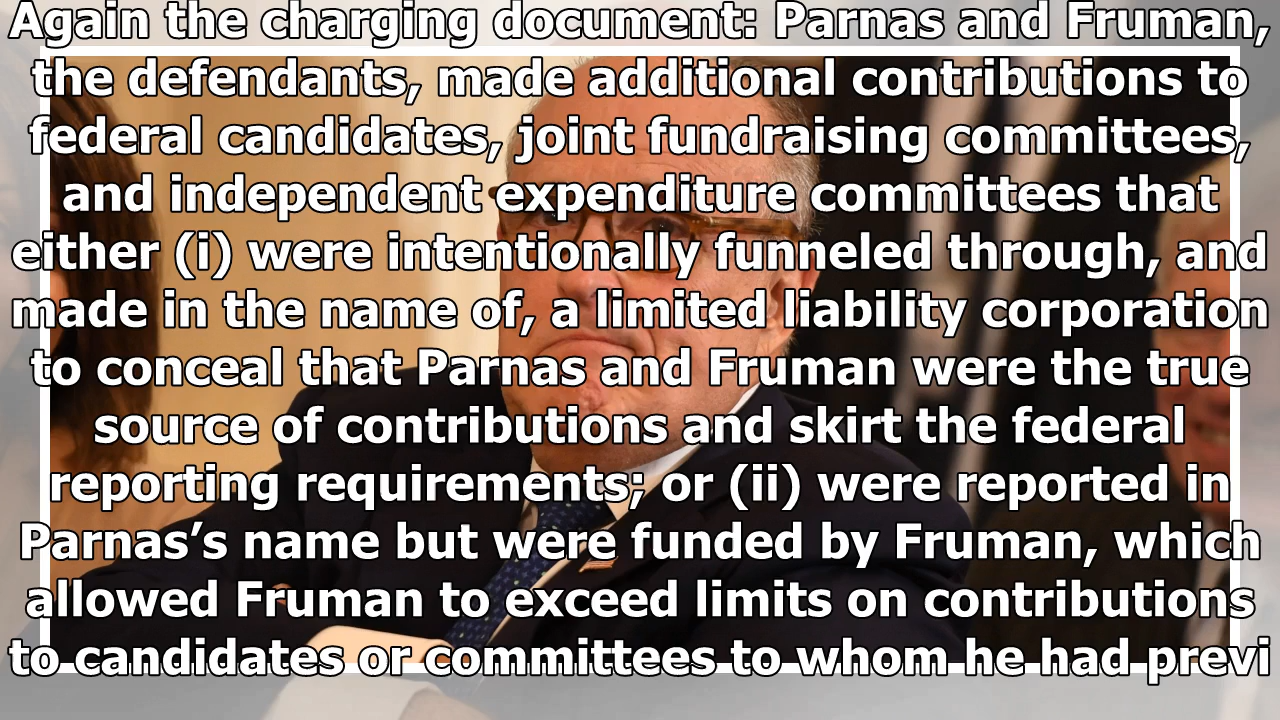 Again the charging document: Parnas and Fruman,
the defendants, made additional contributions to
federal candidates, joint fundraising committees,
and independent expenditure committees that
either (i) were intentionally funneled through, and
made in the name of, a limited liability corporation
to conceal that Parnas and Fruman were the true
source of contributions and skirt the federal
reporting requirements; or (ii) were reported in
Parnas’s name but were funded by Fruman, which
allowed Fruman to exceed limits on contributions
to candidates or committees to whom he had previ